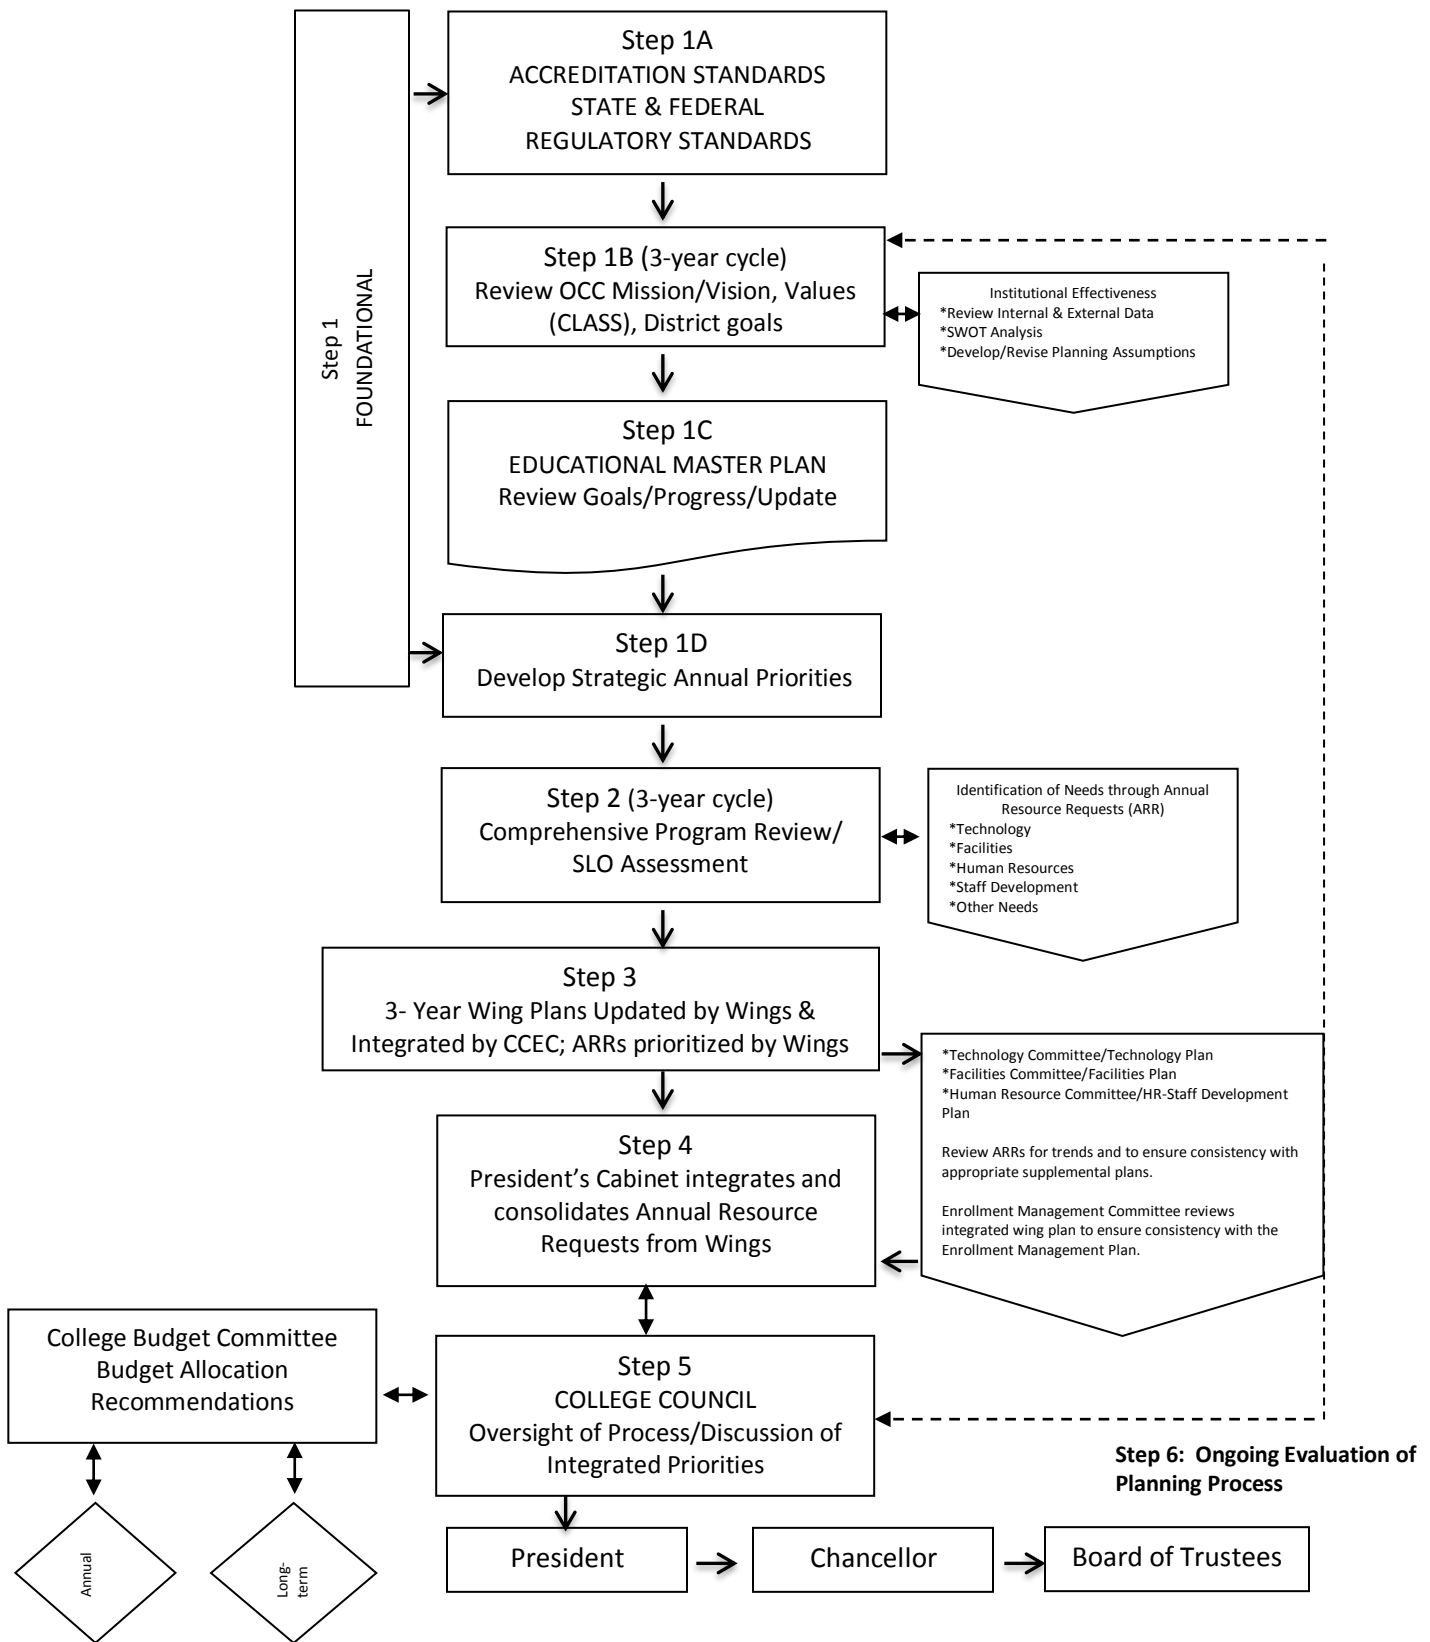 Step 1
FOUNDATIONAL
Step 1A
ACCREDITATION STANDARDS
STATE & FEDERAL
REGULATORY STANDARDS
Step 1B (3-year cycle)
Review OCC Mission/Vision, Values
(CLASS), District goals
Institutional Effectiveness
*Review Internal & External Data
*SWOT Analysis
*Develop/Revise Planning Assumptions
Step 1C
EDUCATIONAL MASTER PLAN
Review Goals/Progress/Update
Step 1D
Develop Strategic Annual Priorities
Step 2 (3-year cycle)
Comprehensive Program Review/
SLO Assessment
Identification of Needs through Annual
Resource Requests (ARR)
*Technology
*Facilities
*Human Resources
*Staff Development
*Other Needs
Step 3
3- Year Wing Plans Updated by Wings &
Integrated by CCEC; ARRs prioritized by Wings
*Technology Committee/Technology Plan
*Facilities Committee/Facilities Plan
*Human Resource Committee/HR-Staff Development
Plan
Review ARRs for trends and to ensure consistency with
appropriate supplemental plans.
Enrollment Management Committee reviews
integrated wing plan to ensure consistency with the
Enrollment Management Plan.
Step 4
President’s Cabinet integrates and
consolidates Annual Resource
Requests from Wings
College Budget Committee
Budget Allocation
Recommendations
Step 5
COLLEGE COUNCIL
Oversight of Process/Discussion of
Integrated Priorities
Step 6:  Ongoing Evaluation of
Planning Process
Annual
Long-
term
President
Chancellor
Board of Trustees